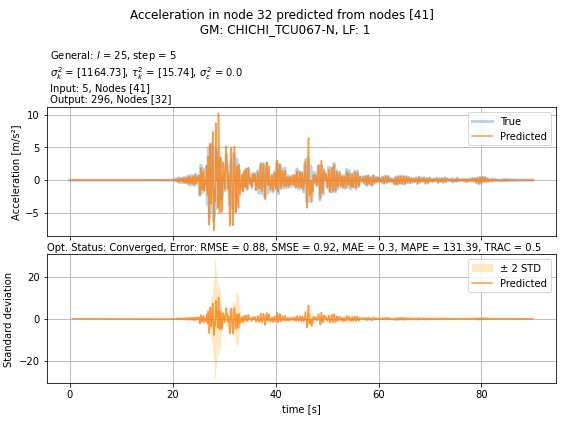 Acceleration in node 32 predicted from nodes [41]
GM: CHICHI_TCU067-N, LF: 1
General: l = 25, step = 5
σ²ₖ = [1164.73], τ²ₖ = [15.74], σ²ε = 0.0
Input: 5, Nodes [41]
Output: 296, Nodes [32]
10
5
0
−5
Acceleration [m/s²]
True
Predicted
Opt. Status: Converged, Error: RMSE = 0.88, SMSE = 0.92, MAE = 0.3, MAPE = 131.39, TRAC = 0.5
20
0
−20
Standard deviation
± 2 STD
Predicted
0 20 40 60 80
time [s]